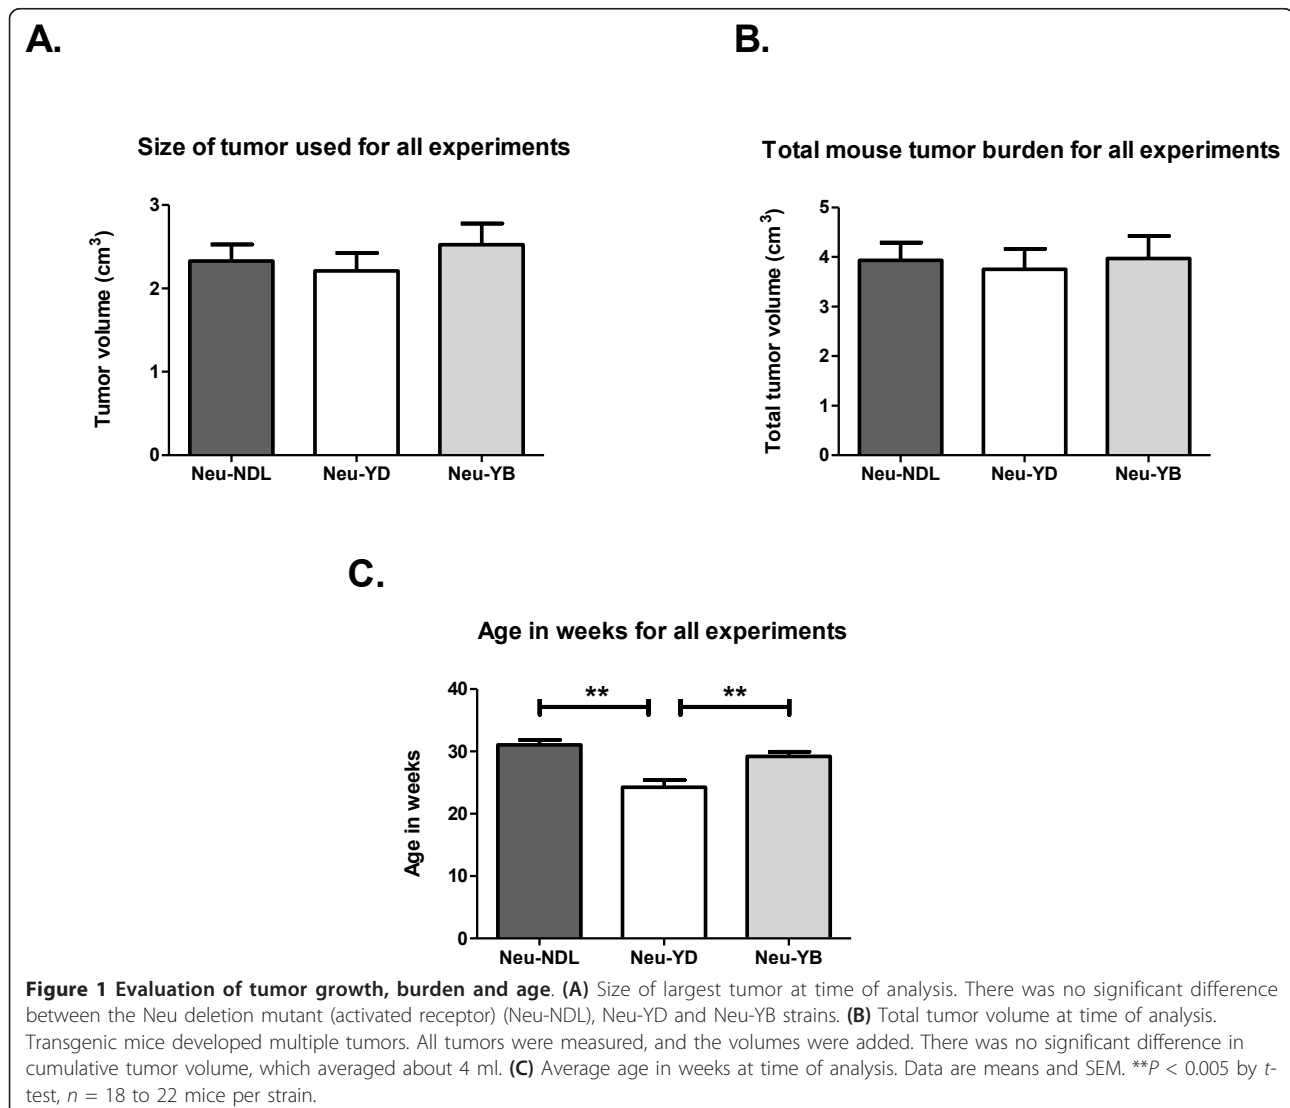 A.
Size of tumor used for all experiments
Tumor volume (cm³)
3
2
1
0
Neu-NDL Neu-YD Neu-YB
B.
Total mouse tumor burden for all experiments
Total tumor volume (cm³)
5
4
3
2
1
0
Neu-NDL Neu-YD Neu-YB
C.
Age in weeks for all experiments
Age in weeks
40
30
20
10
0
** **
Neu-NDL Neu-YD Neu-YB
Figure 1 Evaluation of tumor growth, burden and age. (A) Size of largest tumor at time of analysis. There was no significant difference
between the Neu deletion mutant (activated receptor) (Neu-NDL), Neu-YD and Neu-YB strains. (B) Total tumor volume at time of analysis.
Transgenic mice developed multiple tumors. All tumors were measured, and the volumes were added. There was no significant difference in
cumulative tumor volume, which averaged about 4 ml. (C) Average age in weeks at time of analysis. Data are means and SEM. **P < 0.005 by t-
test, n = 18 to 22 mice per strain.